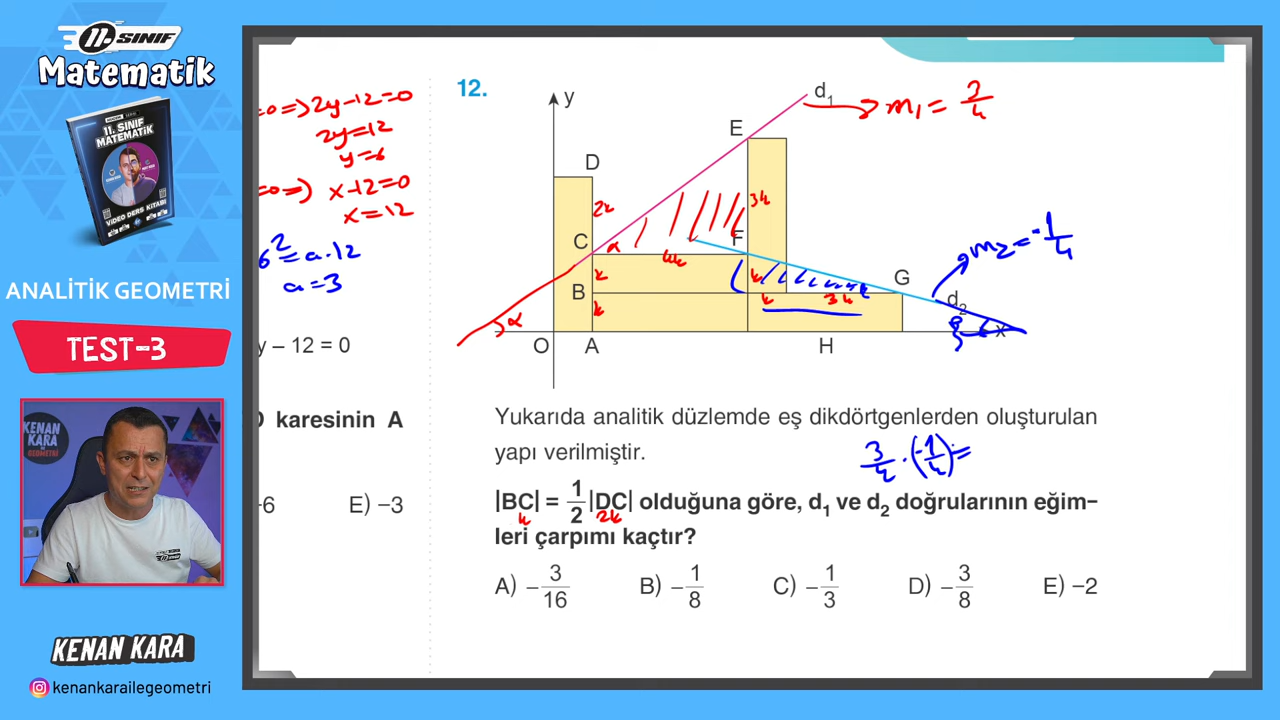 11. SINIF
Matematik
11. SINIF
MATEMATİK
VİDEO DERS KİTABI
ANALİTİK GEOMETRİ
TEST-3
KENAN
KARA
KENAN KARA
kenankarailegeometri
=0 => 2y-12=0
2y=12
y=6
=0 => x-12=0
x=12
6² = a.12
a=3
y – 12 = 0
karesinin A
–6
E) –3
12.
y
d₁ → m₁ = 3/4
E
D
2k
3k
C
α
4k
F
m₂ = -1/4
k
k
G
B
k
k
3k
d₂
α
x
O
A
H
Yukarıda analitik düzlemde eş dikdörtgenlerden oluşturulan
yapı verilmiştir.
3/4 . (-1/4) =
|BC| = 1/2 |DC| olduğuna göre, d₁ ve d₂ doğrularının eğim–
k
2k
leri çarpımı kaçtır?
A) –3/16
B) –1/8
C) –1/3
D) –3/8
E) –2